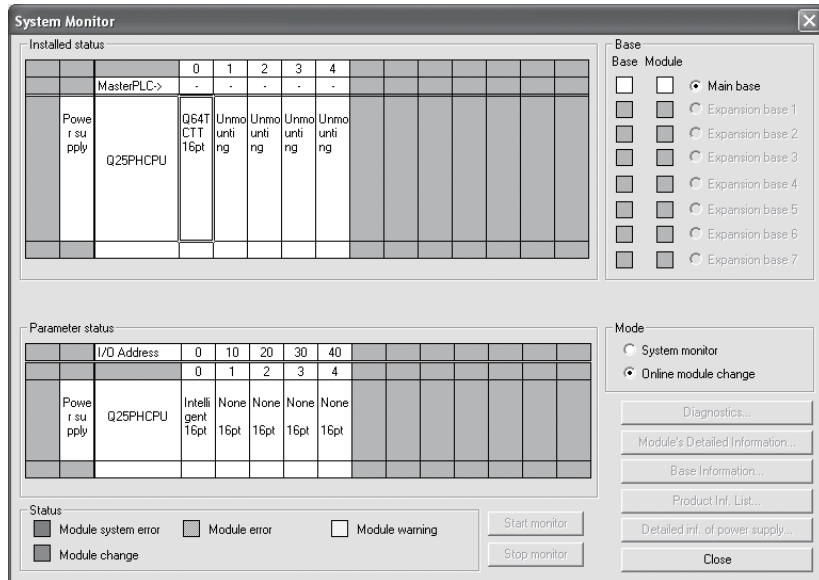 System Monitor
Installed status
0 1 2 3 4
MasterPLC-> - - - - -
Powe
r su
pply
Q25PHCPU
Q64T
CTT
16pt
Unmo
unti
ng
Unmo
unti
ng
Unmo
unti
ng
Unmo
unti
ng
Base
Base Module
Main base
Expansion base 1
Expansion base 2
Expansion base 3
Expansion base 4
Expansion base 5
Expansion base 6
Expansion base 7
Parameter status
I/O Address 0 10 20 30 40
0 1 2 3 4
Powe
r su
pply
Q25PHCPU
Intelli
gent
16pt
None
16pt
None
16pt
None
16pt
None
16pt
Mode
System monitor
Online module change
Diagnostics...
Module's Detailed Information...
Base Information...
Product Inf. List...
Detailed inf. of power supply...
Close
Status
Module system error
Module error
Module warning
Module change
Start monitor
Stop monitor